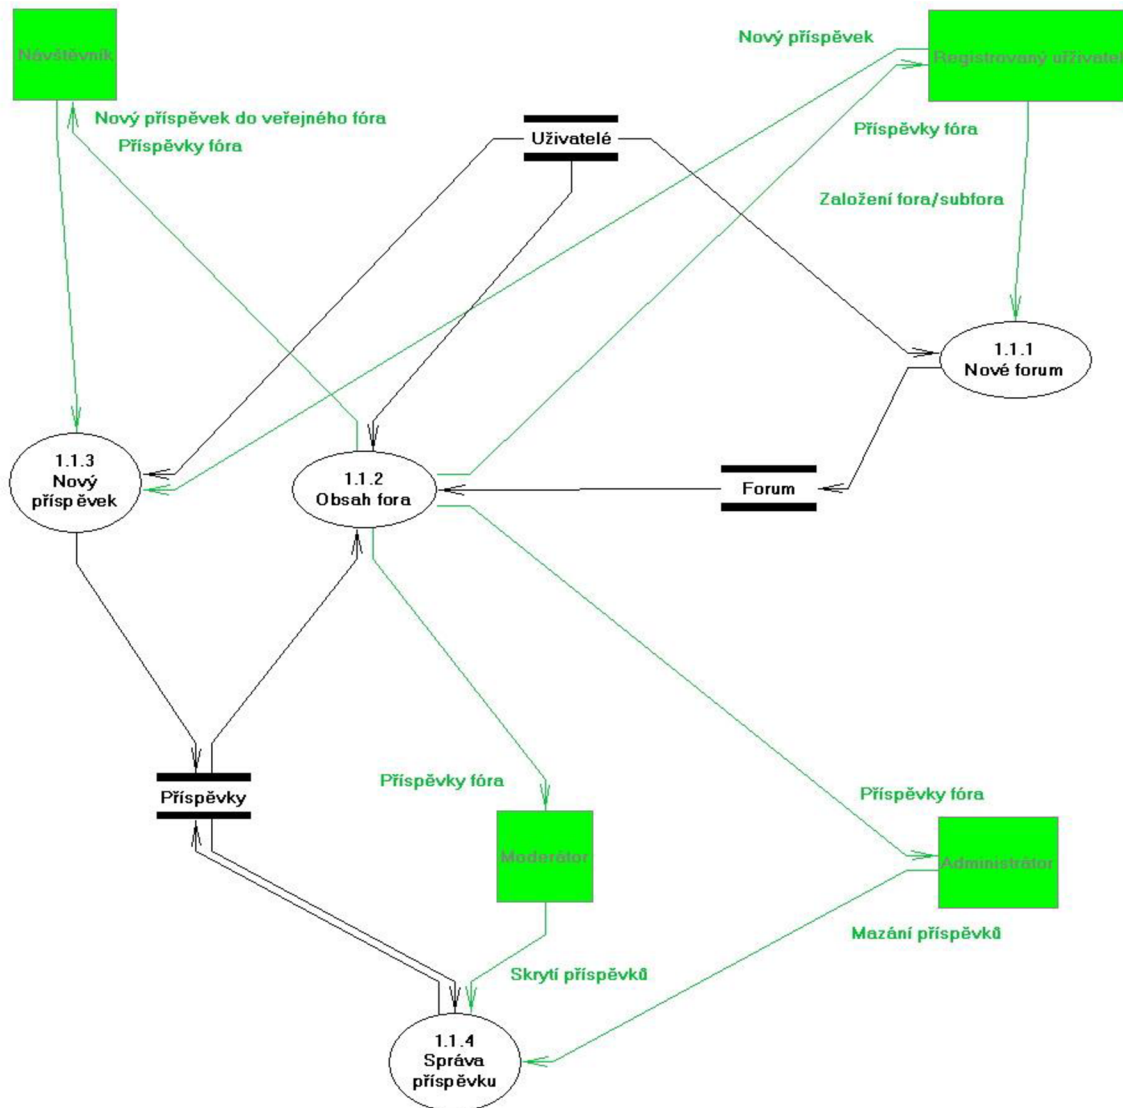 Návštěvník
Nový příspěvek
Registrovaný užživatel
Nový příspěvek do veřejného fóra
Příspěvky fóra
Uživatelé
Příspěvky fóra
Založení fora/subfora
1.1.1
Nové forum
1.1.3
Nový
příspěvek
1.1.2
Obsah fora
Forum
Příspěvky
Příspěvky fóra
Příspěvky fóra
Moderátor
Administrátor
Mazání příspěvků
Skrytí příspěvků
1.1.4
Správa
příspěvku